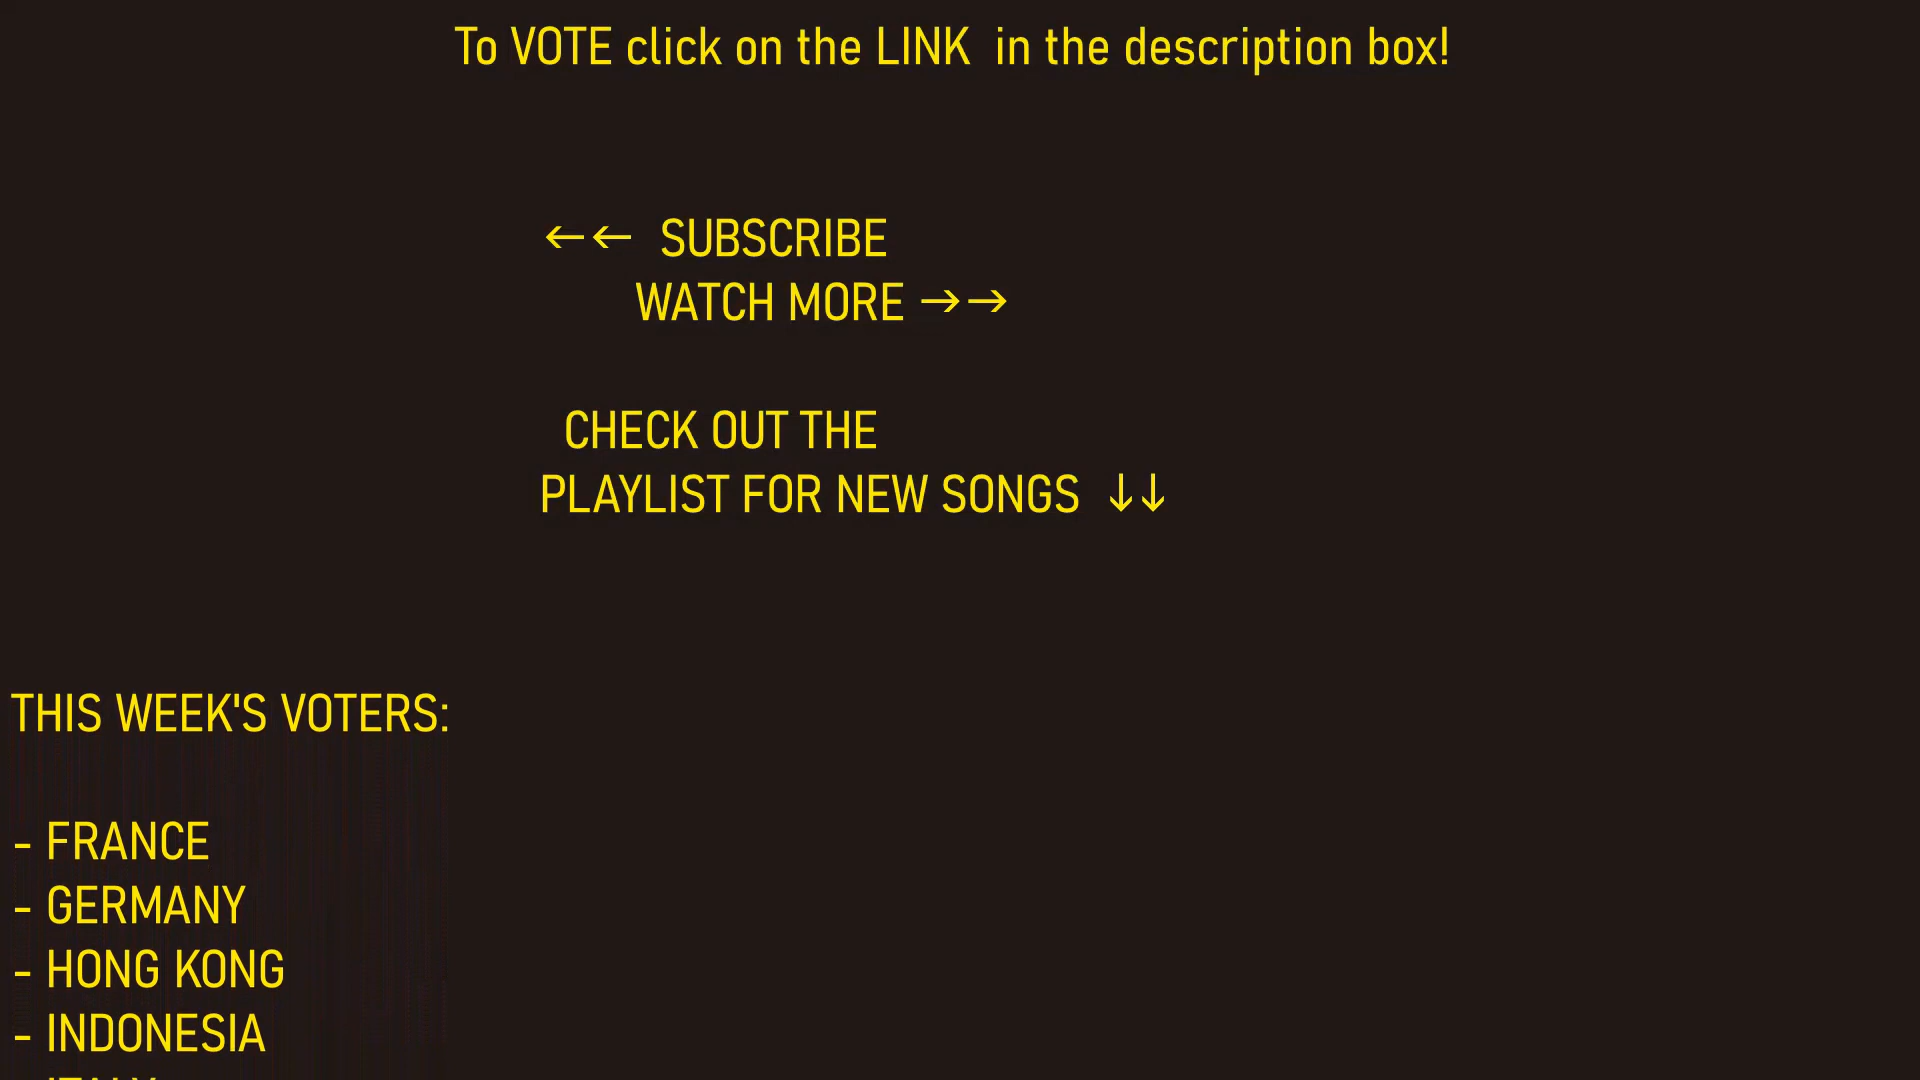 To VOTE click on the LINK in the description box!
←← SUBSCRIBE
WATCH MORE →→
CHECK OUT THE
PLAYLIST FOR NEW SONGS ↓↓
THIS WEEK'S VOTERS:
- FRANCE
- GERMANY
- HONG KONG
- INDONESIA